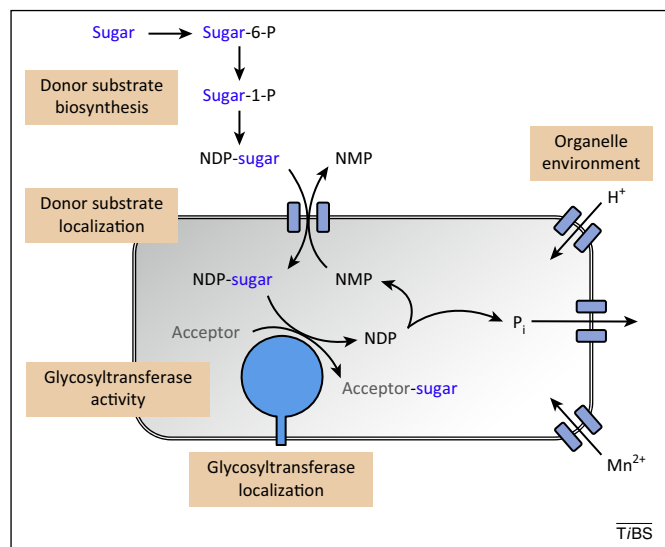 Sugar
Sugar-6-P
Donor substrate
biosynthesis
Sugar-1-P
NDP-sugar
NMP
Organelle
environment
H⁺
Donor substrate
localization
NDP-sugar
NMP
Acceptor
NDP
Pᵢ
Glycosyltransferase
activity
Acceptor-sugar
Glycosyltransferase
localization
Mn²⁺
TiBS